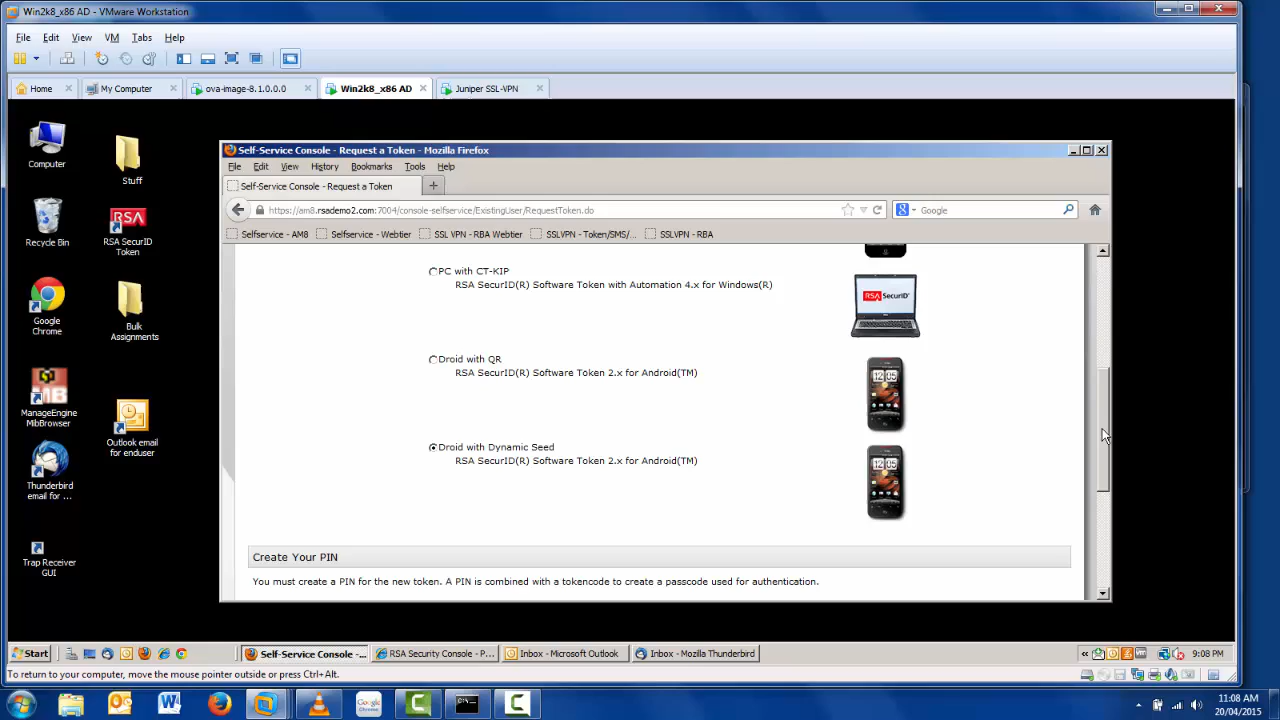 Win2k8_x86 AD - VMware Workstation
File Edit View VM Tabs Help
Home My Computer ova-image-8.1.0.0.0 Win2k8_x86 AD Juniper SSL-VPN
Computer
Stuff
Recycle Bin
RSA
RSA SecurID
Token
Google
Chrome
Bulk
Assignments
ManageEngine
MibBrowser
Outlook email
for enduser
Thunderbird
email for ...
Trap Receiver
GUI
Self-Service Console - Request a Token - Mozilla Firefox
File Edit View History Bookmarks Tools Help
Self-Service Console - Request a Token
https://am8.rsademo2.com:7004/console-selfservice/ExistingUser/RequestToken.do
Google
Selfservice - AM8 Selfservice - Webtier SSL VPN - RBA Webtier SSLVPN - Token/SMS/... SSLVPN - RBA
PC with CT-KIP
RSA SecurID(R) Software Token with Automation 4.x for Windows(R)
RSA SecurID
Droid with QR
RSA SecurID(R) Software Token 2.x for Android(TM)
12 05
Droid with Dynamic Seed
RSA SecurID(R) Software Token 2.x for Android(TM)
12 05
Create Your PIN
You must create a PIN for the new token. A PIN is combined with a tokencode to create a passcode used for authentication.
Start Self-Service Console -... RSA Security Console - P... Inbox - Microsoft Outlook Inbox - Mozilla Thunderbird 9:08 PM
To return to your computer, move the mouse pointer outside or press Ctrl+Alt.
11:08 AM
20/04/2015